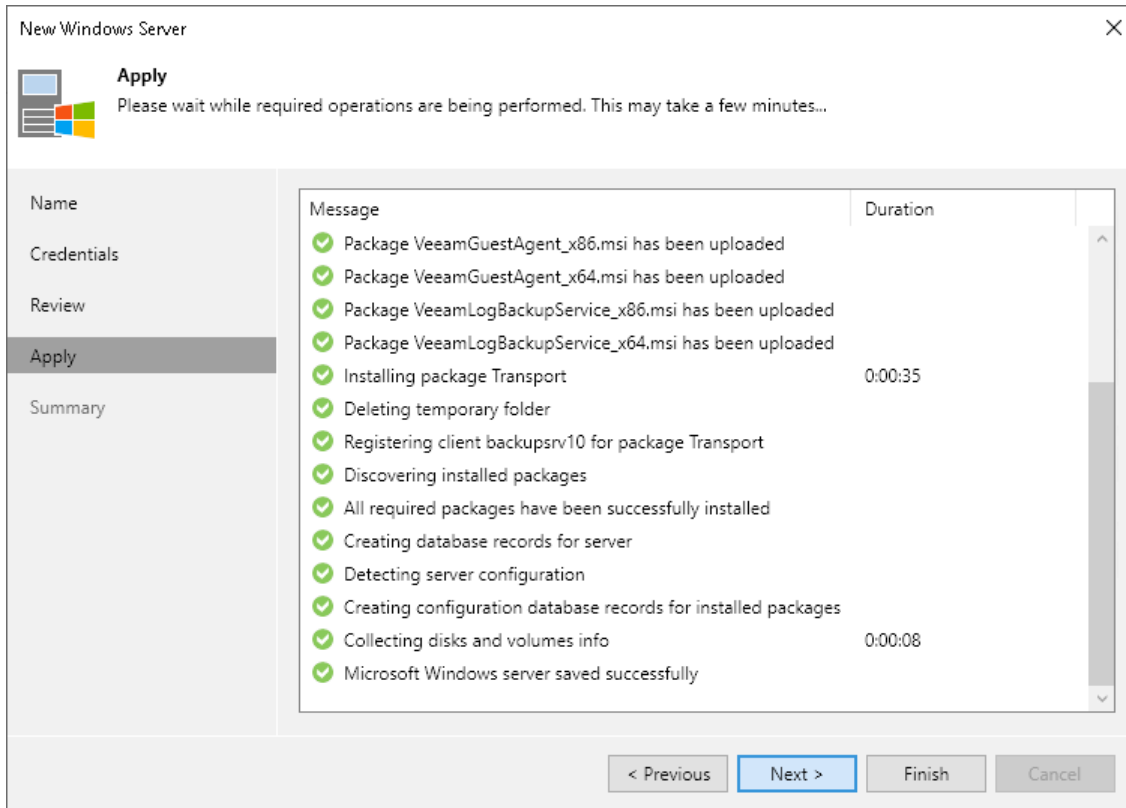 New Windows Server
Apply
Please wait while required operations are being performed. This may take a few minutes...
Name
Credentials
Review
Apply
Summary
Message Duration
Package VeeamGuestAgent_x86.msi has been uploaded
Package VeeamGuestAgent_x64.msi has been uploaded
Package VeeamLogBackupService_x86.msi has been uploaded
Package VeeamLogBackupService_x64.msi has been uploaded
Installing package Transport 0:00:35
Deleting temporary folder
Registering client backupsrv10 for package Transport
Discovering installed packages
All required packages have been successfully installed
Creating database records for server
Detecting server configuration
Creating configuration database records for installed packages
Collecting disks and volumes info 0:00:08
Microsoft Windows server saved successfully
< Previous Next > Finish Cancel